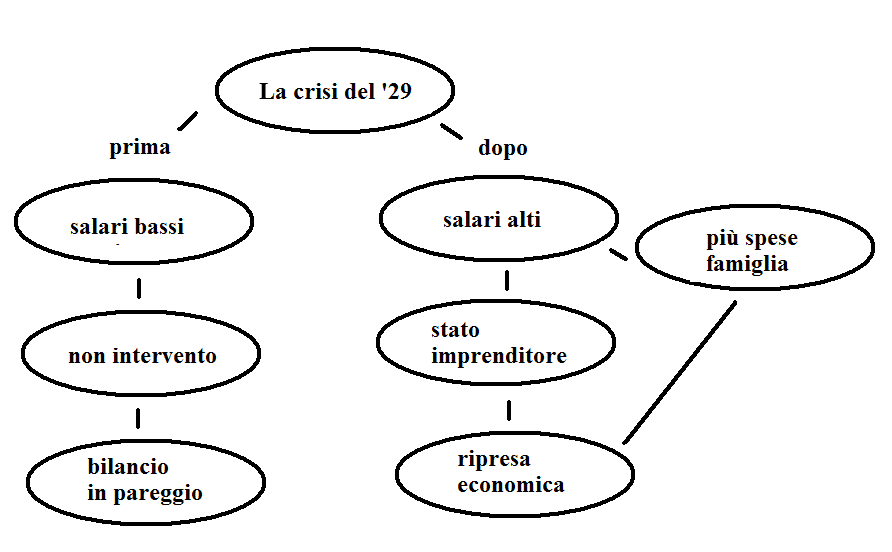 La crisi del '29
prima
dopo
salari bassi
salari alti
più spese
famiglia
non intervento
stato
imprenditore
bilancio
in pareggio
ripresa
economica